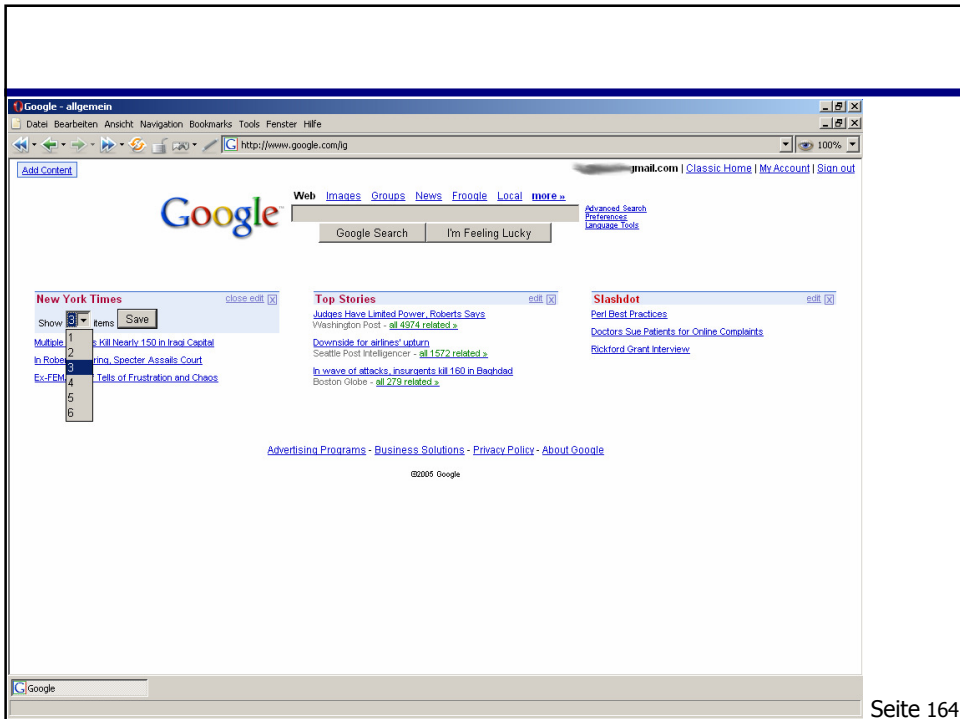 Google - allgemein
Datei Bearbeiten Ansicht Navigation Bookmarks Tools Fenster Hilfe
http://www.google.com/ig 100%
Add Content
gmail.com | Classic Home | My Account | Sign out
Web Images Groups News Froogle Local more »
Google™
Advanced Search
Preferences
Language Tools
Google Search I'm Feeling Lucky
New York Times close edit X
Show 3 items Save
1
2
3
4
5
6
Multiple Kill Nearly 150 in Iraqi Capital
In Rober ring, Specter Assails Court
Ex-FEM Tells of Frustration and Chaos
Top Stories edit X
Judges Have Limited Power, Roberts Says
Washington Post - all 4974 related »
Downside for airlines' upturn
Seattle Post Intelligencer - all 1572 related »
In wave of attacks, insurgents kill 160 in Baghdad
Boston Globe - all 279 related »
Slashdot edit X
Perl Best Practices
Doctors Sue Patients for Online Complaints
Rickford Grant Interview
Advertising Programs - Business Solutions - Privacy Policy - About Google
©2005 Google
Google
Seite 164